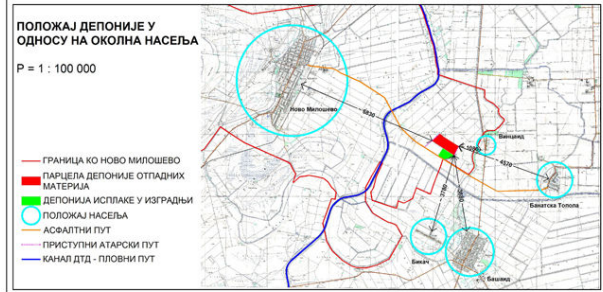 ПОЛОЖАЈ ДЕПОНИЈЕ У
ОДНОСУ НА ОКОЛНА НАСЕЉА
Р = 1 : 100 000
ГРАНИЦА КО НОВО МИЛОШЕВО
ПАРЦЕЛА ДЕПОНИЈЕ ОТПАДНИХ
МАТЕРИЈА
ДЕПОНИЈА ИСПЛАКЕ У ИЗГРАДЊИ
ПОЛОЖАЈ НАСЕЉА
АСФАЛТНИ ПУТ
ПРИСТУПНИ АТАРСКИ ПУТ
КАНАЛ ДТД - ПЛОВНИ ПУТ
Ново Милошево
6830
Винцаид
4570
Банатска Топола
Бикач
Башаид